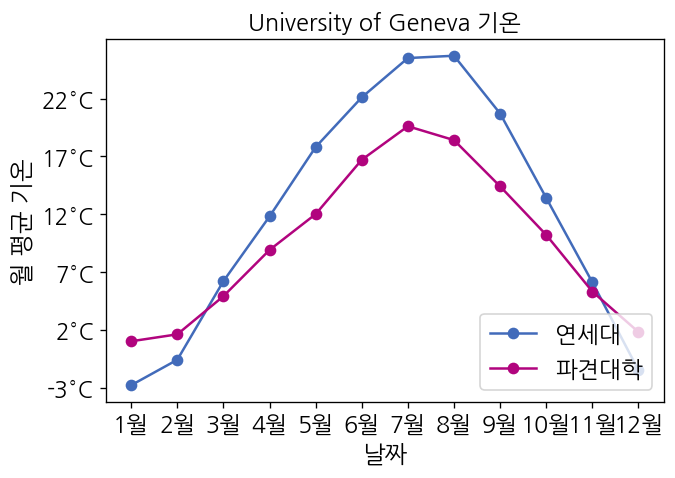 University of Geneva 기온
월 평균 기온
22°C
17°C
12°C
7°C
2°C
-3°C
1월 2월 3월 4월 5월 6월 7월 8월 9월 10월 11월 12월
날짜
연세대
파견대학